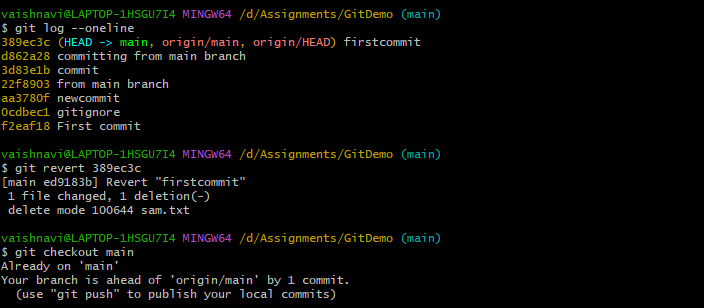 vaishnavi@LAPTOP-1HSGU7I4 MINGW64 /d/Assignments/GitDemo (main)
$ git log --oneline
389ec3c (HEAD -> main, origin/main, origin/HEAD) firstcommit
d862a28 committing from main branch
3d83e1b commit
22f8903 from main branch
aa3780f newcommit
0cdbec1 gitignore
f2eaf18 First commit
vaishnavi@LAPTOP-1HSGU7I4 MINGW64 /d/Assignments/GitDemo (main)
$ git revert 389ec3c
[main ed9183b] Revert "firstcommit"
 1 file changed, 1 deletion(-)
 delete mode 100644 sam.txt
vaishnavi@LAPTOP-1HSGU7I4 MINGW64 /d/Assignments/GitDemo (main)
$ git checkout main
Already on 'main'
Your branch is ahead of 'origin/main' by 1 commit.
  (use "git push" to publish your local commits)